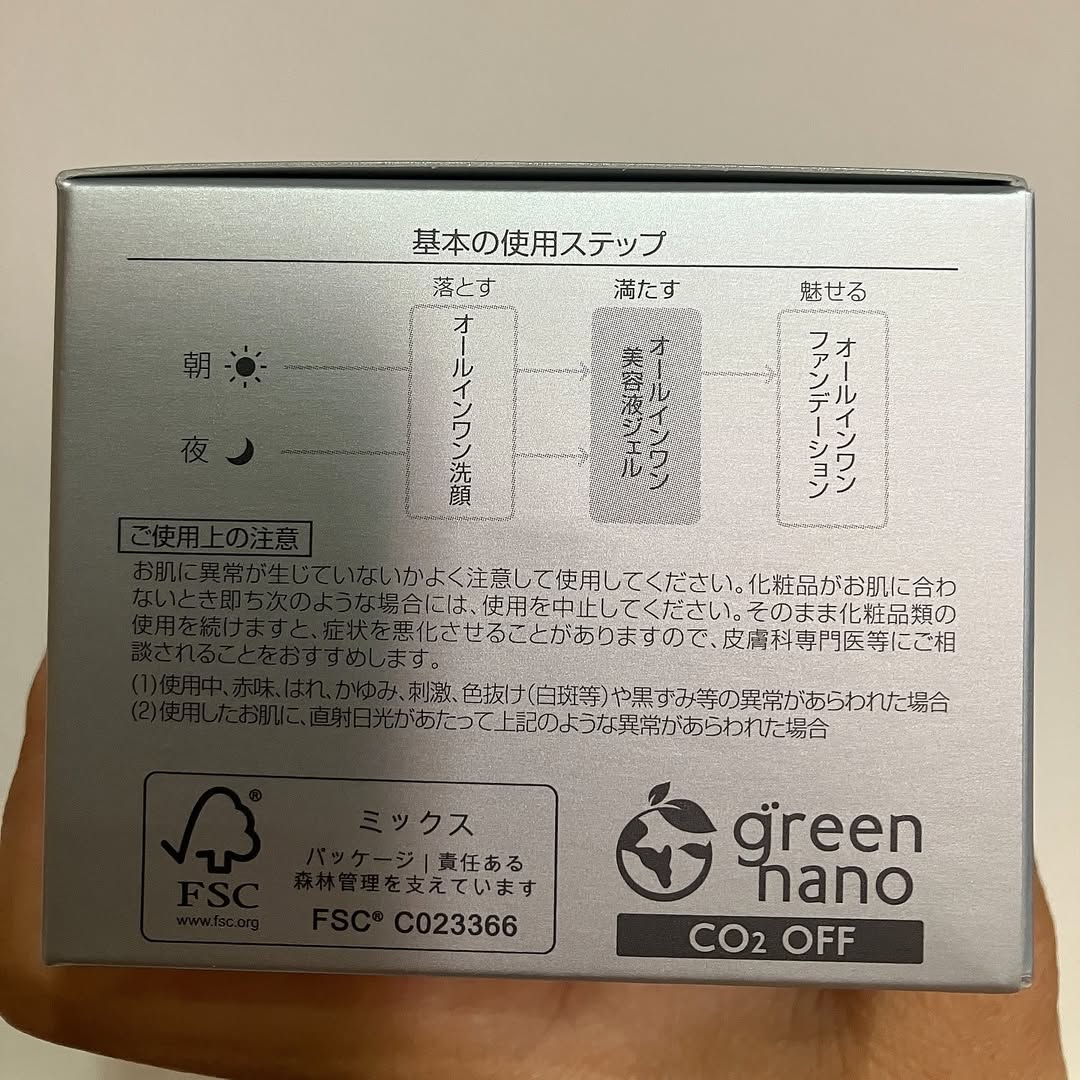 基本の使用ステップ
落とす
満たす
魅せる
朝
夜
オールインワン洗顔
オールインワン
美容液ジェル
オールインワン
ファンデーション
ご使用上の注意
お肌に異常が生じていないかよく注意して使用してください。化粧品がお肌に合わ
ないとき即ち次のような場合には、使用を中止してください。そのまま化粧品類の
使用を続けますと、症状を悪化させることがありますので、皮膚科専門医等にご相
談されることをおすすめします。
(1)使用中、赤味、はれ、かゆみ、刺激、色抜け(白斑等)や黒ずみ等の異常があらわれた場合
(2)使用したお肌に、直射日光があたって上記のような異常があらわれた場合
®
FSC
www.fsc.org
ミックス
パッケージ|責任ある
森林管理を支えています
FSC® C023366
green
nano
CO2 OFF